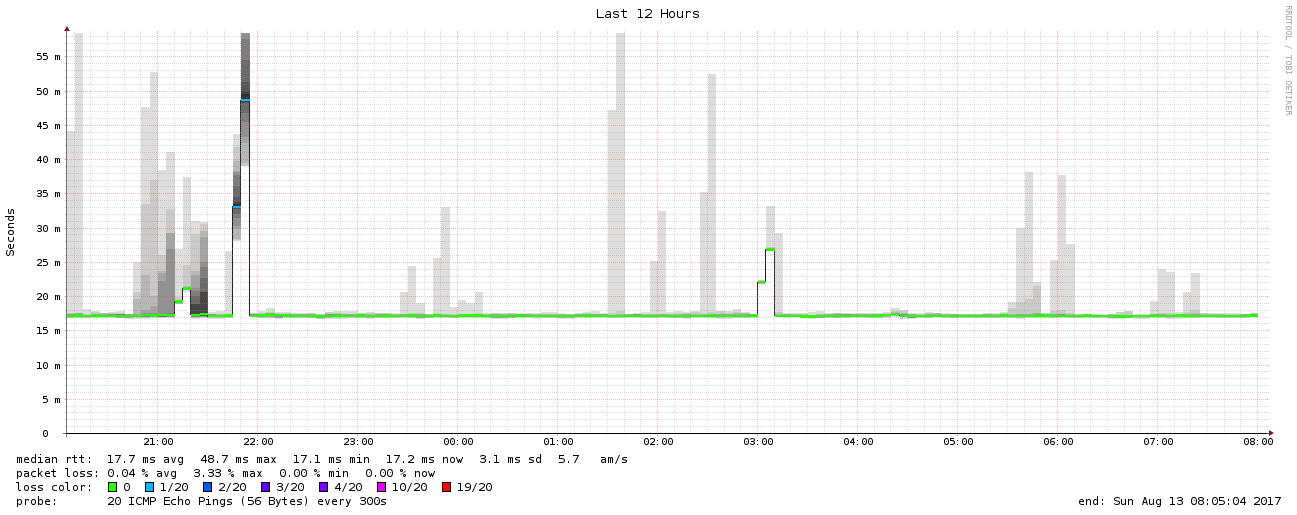 Last 12 Hours
RRDTOOL / TOBI OETIKER
Seconds
55 m
50 m
45 m
40 m
35 m
30 m
25 m
20 m
15 m
10 m
5 m
0
21:00 22:00 23:00 00:00 01:00 02:00 03:00 04:00 05:00 06:00 07:00 08:00
median rtt: 17.7 ms avg 48.7 ms max 17.1 ms min 17.2 ms now 3.1 ms sd 5.7 am/s
packet loss: 0.04 % avg 3.33 % max 0.00 % min 0.00 % now
loss color: 0 1/20 2/20 3/20 4/20 10/20 19/20
probe: 20 ICMP Echo Pings (56 Bytes) every 300s end: Sun Aug 13 08:05:04 2017